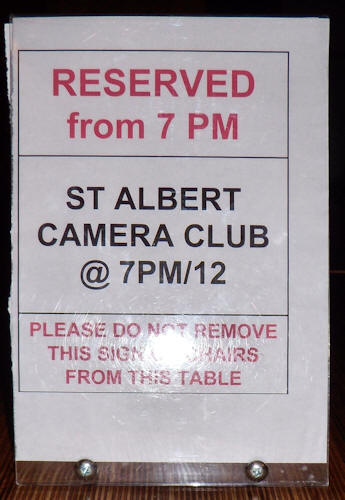 RESERVED
from 7 PM
ST ALBERT
CAMERA CLUB
@ 7PM/12
PLEASE DO NOT REMOVE
THIS SIGN CHAIRS
FROM THIS TABLE